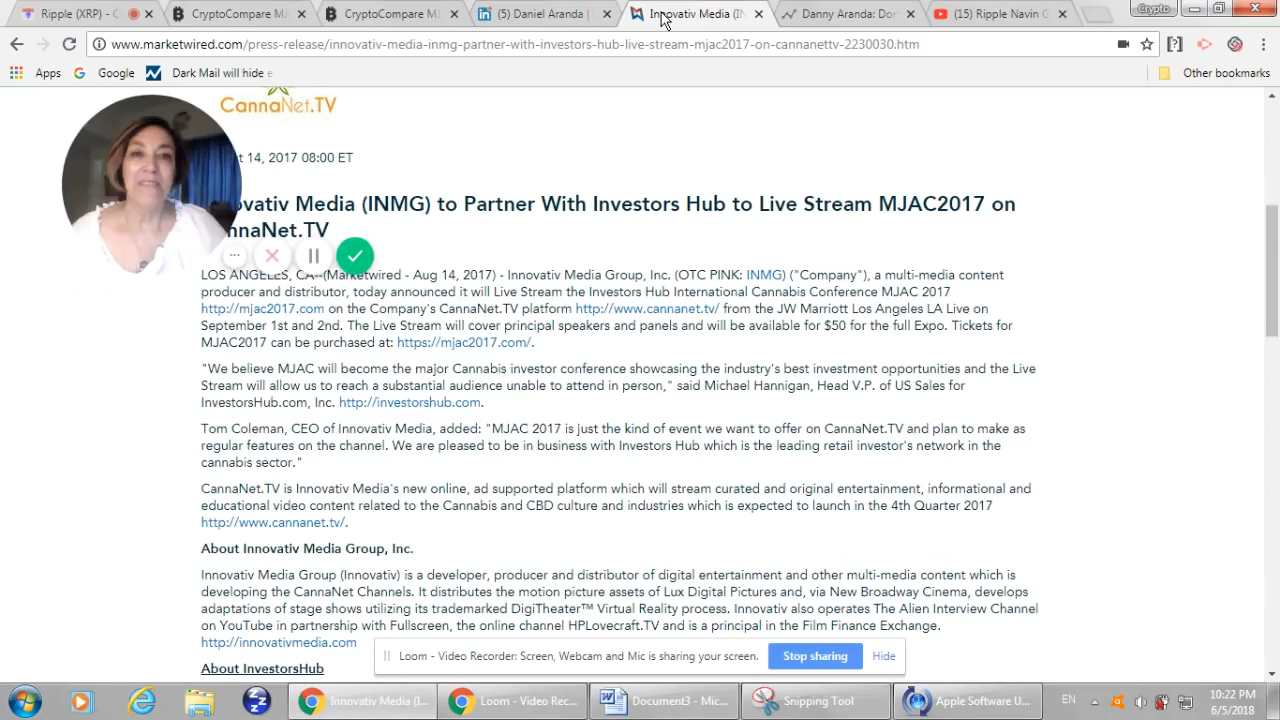 Ripple (XRP) - C
CryptoCompare M
CryptoCompare M
(5) Daniel Aranda
Innovativ Media (IN
Danny Aranda: Don
(15) Ripple Navin G
Crypto
www.marketwired.com/press-release/innovativ-media-inmg-partner-with-investors-hub-live-stream-mjac2017-on-cannanettv-2230030.htm
Apps
Google
Dark Mail will hide e
Other bookmarks
CannaNet.TV
t 14, 2017 08:00 ET
ovativ Media (INMG) to Partner With Investors Hub to Live Stream MJAC2017 on
nnaNet.TV
LOS ANGELES, CA--(Marketwired - Aug 14, 2017) - Innovativ Media Group, Inc. (OTC PINK: INMG) ("Company"), a multi-media content
producer and distributor, today announced it will Live Stream the Investors Hub International Cannabis Conference MJAC 2017
http://mjac2017.com on the Company's CannaNet.TV platform http://www.cannanet.tv/ from the JW Marriott Los Angeles LA Live on
September 1st and 2nd. The Live Stream will cover principal speakers and panels and will be available for $50 for the full Expo. Tickets for
MJAC2017 can be purchased at: https://mjac2017.com/.
"We believe MJAC will become the major Cannabis investor conference showcasing the industry's best investment opportunities and the Live
Stream will allow us to reach a substantial audience unable to attend in person," said Michael Hannigan, Head V.P. of US Sales for
InvestorsHub.com, Inc. http://investorshub.com.
Tom Coleman, CEO of Innovativ Media, added: "MJAC 2017 is just the kind of event we want to offer on CannaNet.TV and plan to make as
regular features on the channel. We are pleased to be in business with Investors Hub which is the leading retail investor's network in the
cannabis sector."
CannaNet.TV is Innovativ Media's new online, ad supported platform which will stream curated and original entertainment, informational and
educational video content related to the Cannabis and CBD culture and industries which is expected to launch in the 4th Quarter 2017
http://www.cannanet.tv/.
About Innovativ Media Group, Inc.
Innovativ Media Group (Innovativ) is a developer, producer and distributor of digital entertainment and other multi-media content which is
developing the CannaNet Channels. It distributes the motion picture assets of Lux Digital Pictures and, via New Broadway Cinema, develops
adaptations of stage shows utilizing its trademarked DigiTheater™ Virtual Reality process. Innovativ also operates The Alien Interview Channel
on YouTube in partnership with Fullscreen, the online channel HPLovecraft.TV and is a principal in the Film Finance Exchange.
http://innovativmedia.com
Loom - Video Recorder: Screen, Webcam and Mic is sharing your screen.
Stop sharing
Hide
About InvestorsHub
Innovativ Media (I...
Loom - Video Rec...
Document3 - Mic...
Snipping Tool
Apple Software U...
EN
10:22 PM
6/5/2018